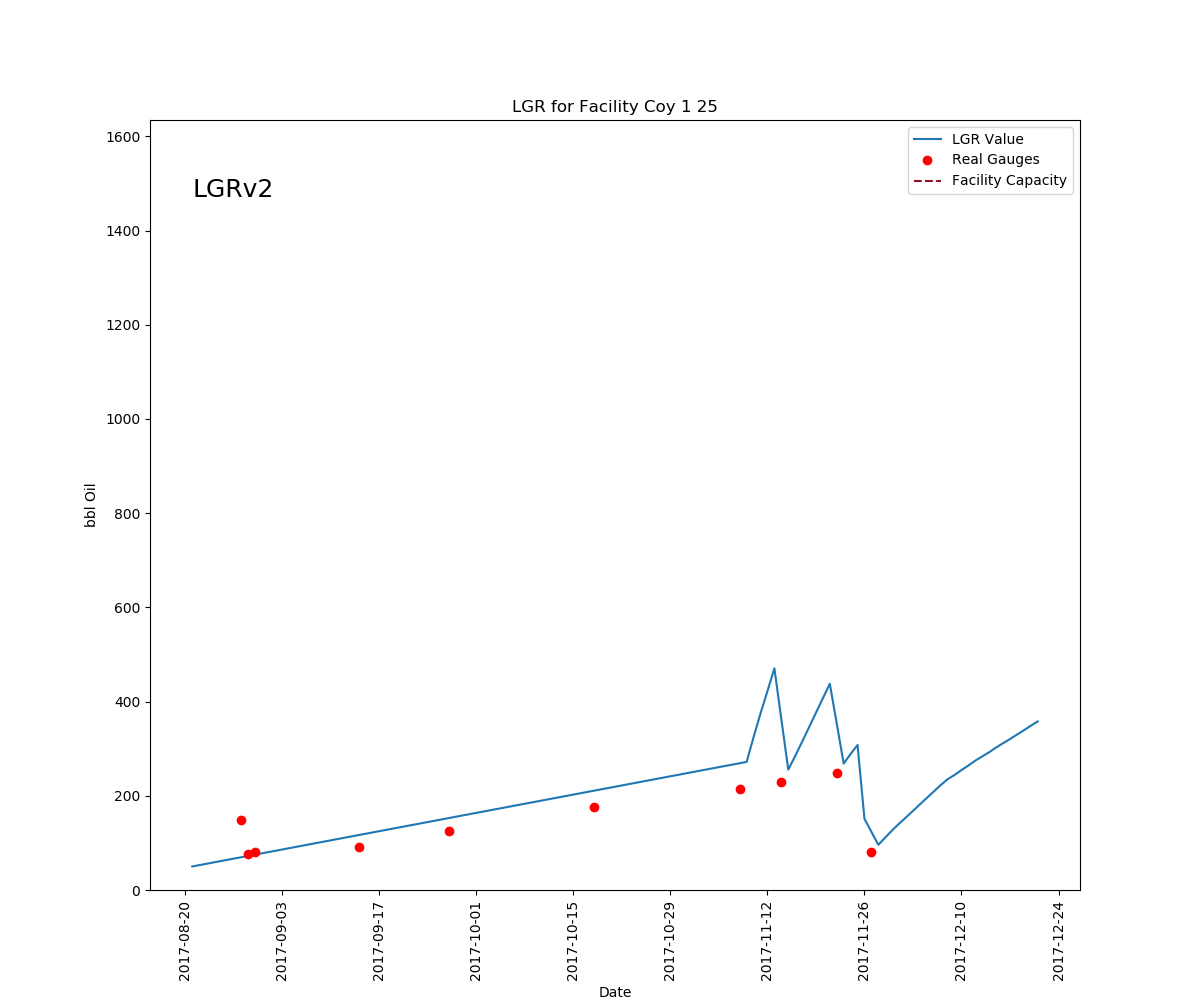 LGR for Facility Coy 1 25
LGRv2
LGR Value
Real Gauges
Facility Capacity
1600
1400
1200
1000
800
600
400
200
0
bbl Oil
2017-08-20
2017-09-03
2017-09-17
2017-10-01
2017-10-15
2017-10-29
2017-11-12
2017-11-26
2017-12-10
2017-12-24
Date